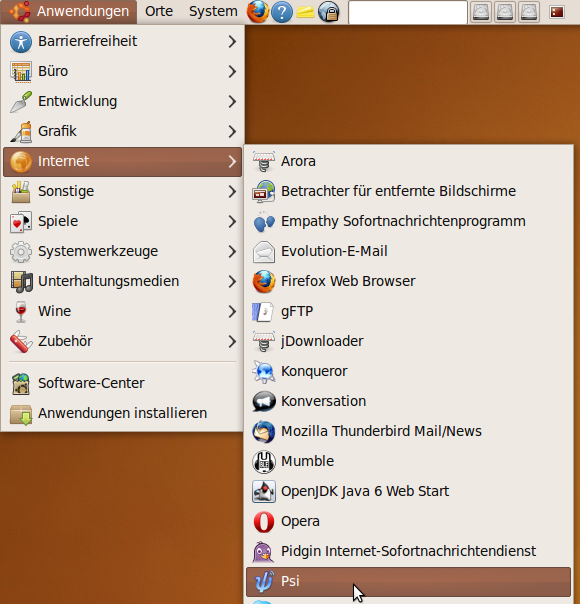 Anwendungen Orte System
Barrierefreiheit
Büro
Entwicklung
Grafik
Internet
Sonstige
Spiele
Systemwerkzeuge
Unterhaltungsmedien
Wine
Zubehör
Software-Center
Anwendungen installieren
Arora
Betrachter für entfernte Bildschirme
Empathy Sofortnachrichtenprogramm
Evolution-E-Mail
Firefox Web Browser
gFTP
jDownloader
Konqueror
Konversation
Mozilla Thunderbird Mail/News
Mumble
OpenJDK Java 6 Web Start
Opera
Pidgin Internet-Sofortnachrichtendienst
Psi